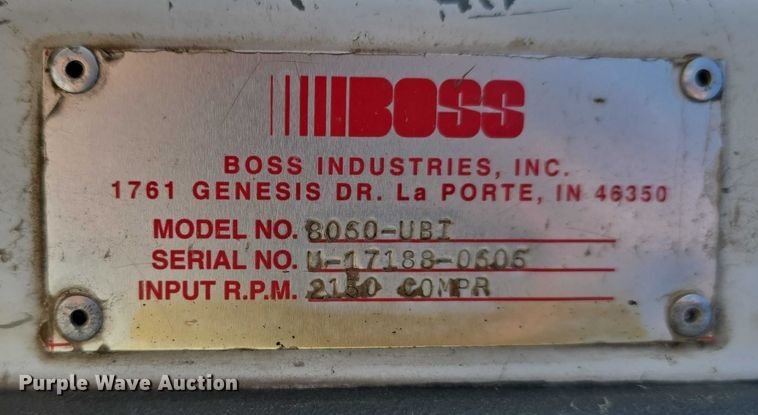 BOSS
BOSS INDUSTRIES, INC.
1761 GENESIS DR. La PORTE, IN 46350
MODEL NO. 8060-UBI
SERIAL NO. U-17188-0606
INPUT R.P.M. 2150 COMPR
Purple Wave Auction